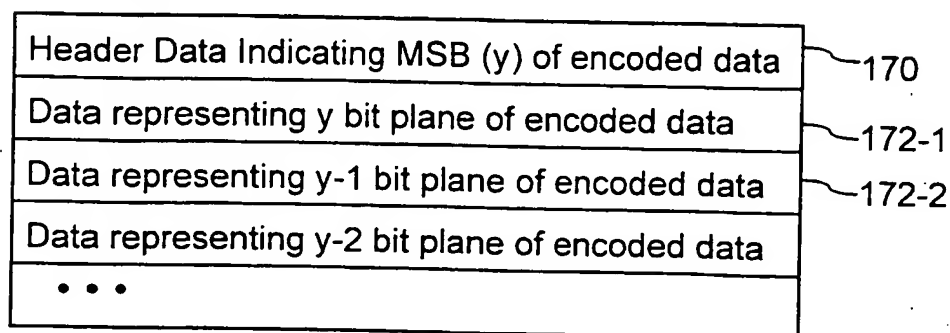 Header Data Indicating MSB (y) of encoded data 170
Data representing y bit plane of encoded data 172-1
Data representing y-1 bit plane of encoded data 172-2
Data representing y-2 bit plane of encoded data
• • •